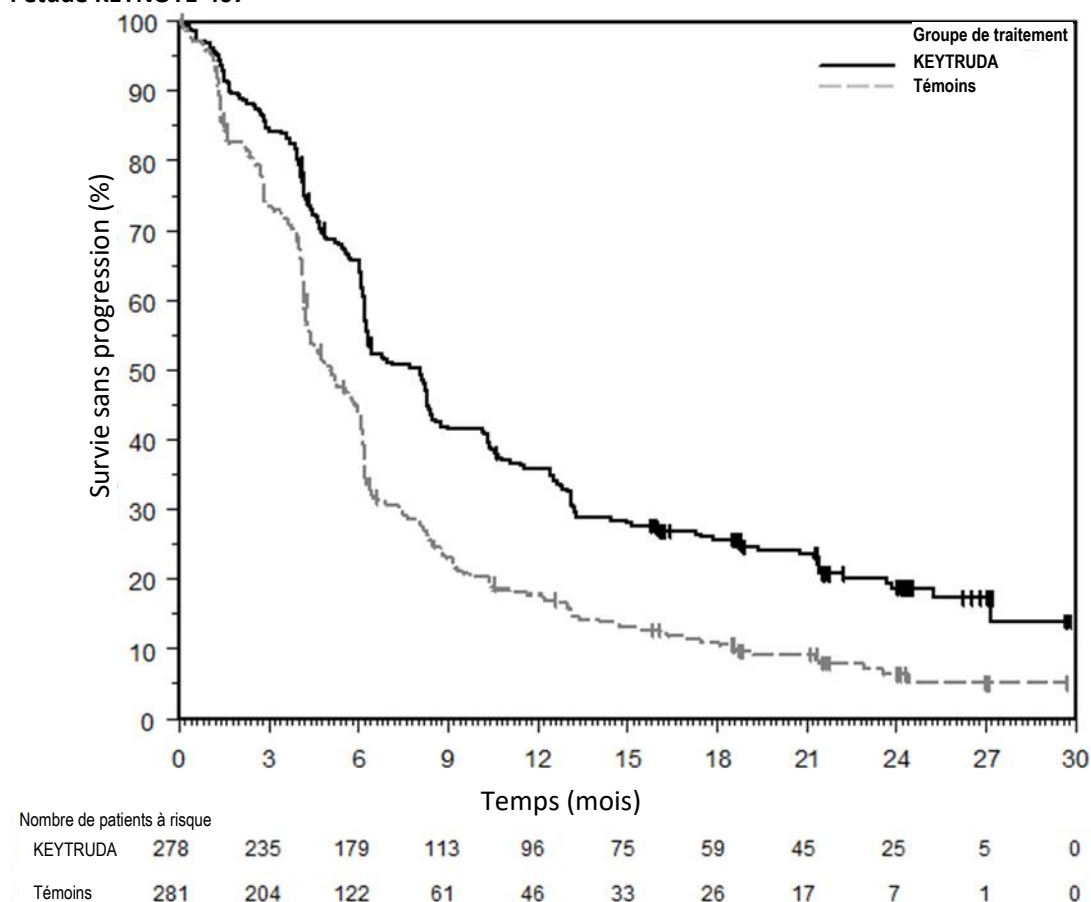 Groupe de traitement
KEYTRUDA
Témoins
Survie sans progression (%)
100
90
80
70
60
50
40
30
20
10
0
0 3 6 9 12 15 18 21 24 27 30
Temps (mois)
Nombre de patients à risque
KEYTRUDA 278 235 179 113 96 75 59 45 25 5 0
Témoins 281 204 122 61 46 33 26 17 7 1 0